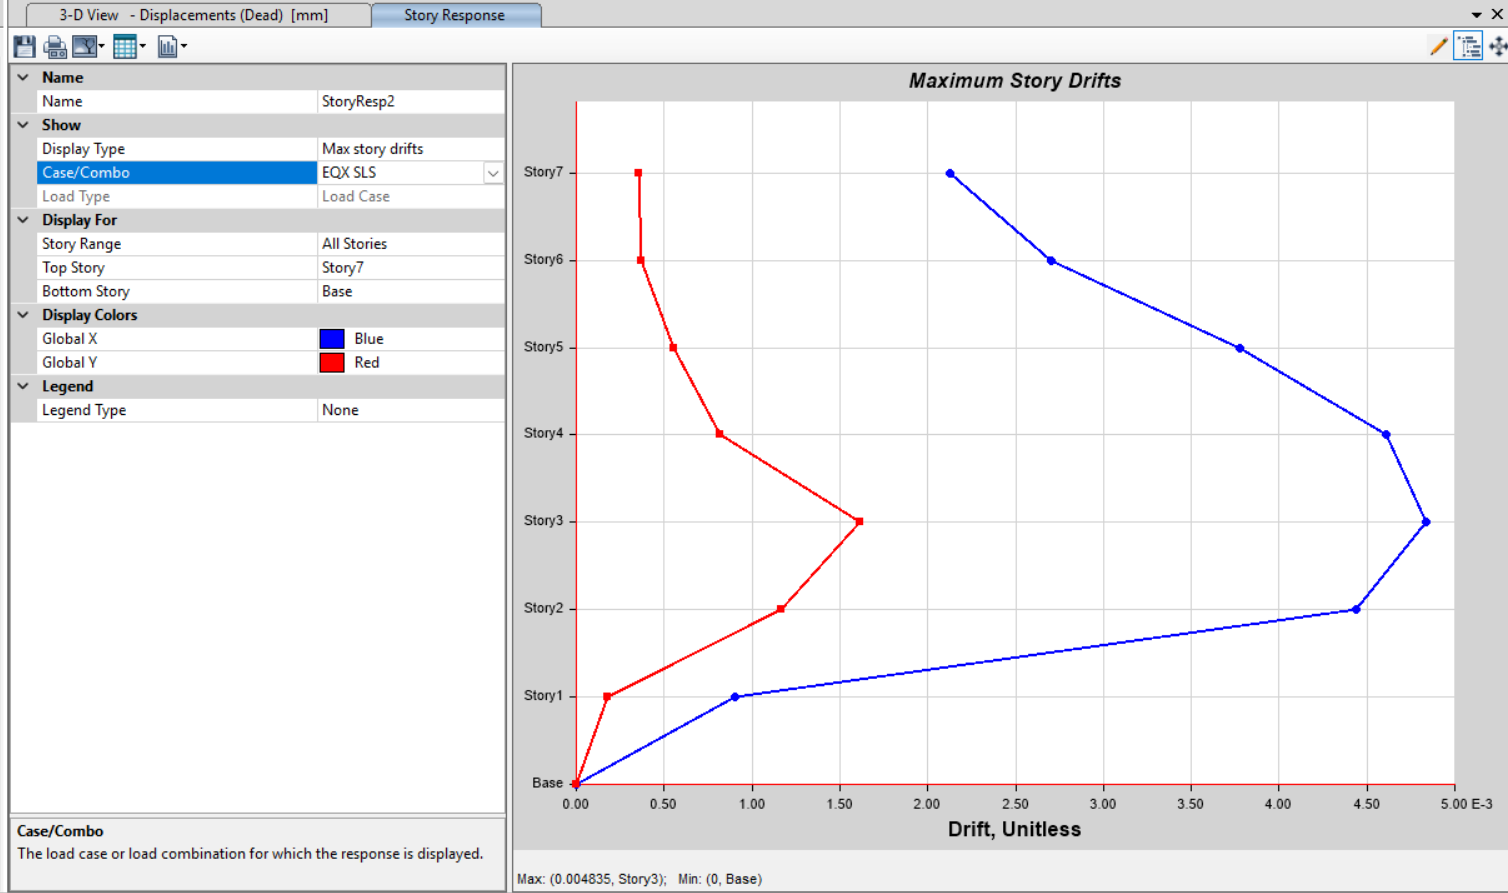 3-D View - Displacements (Dead) [mm]
Story Response
Name
Name StoryResp2
Show
Display Type Max story drifts
Case/Combo EQX SLS
Load Type Load Case
Display For
Story Range All Stories
Top Story Story7
Bottom Story Base
Display Colors
Global X Blue
Global Y Red
Legend
Legend Type None
Case/Combo
The load case or load combination for which the response is displayed.
Maximum Story Drifts
Story7
Story6
Story5
Story4
Story3
Story2
Story1
Base
0.00 0.50 1.00 1.50 2.00 2.50 3.00 3.50 4.00 4.50 5.00 E-3
Drift, Unitless
Max: (0.004835, Story3); Min: (0, Base)